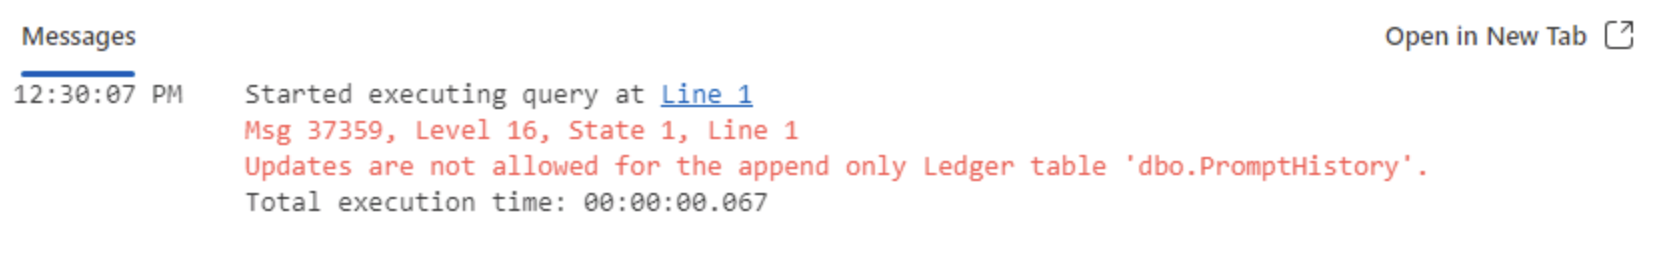 Messages
Open in New Tab
12:30:07 PM Started executing query at Line 1
Msg 37359, Level 16, State 1, Line 1
Updates are not allowed for the append only Ledger table 'dbo.PromptHistory'.
Total execution time: 00:00:00.067